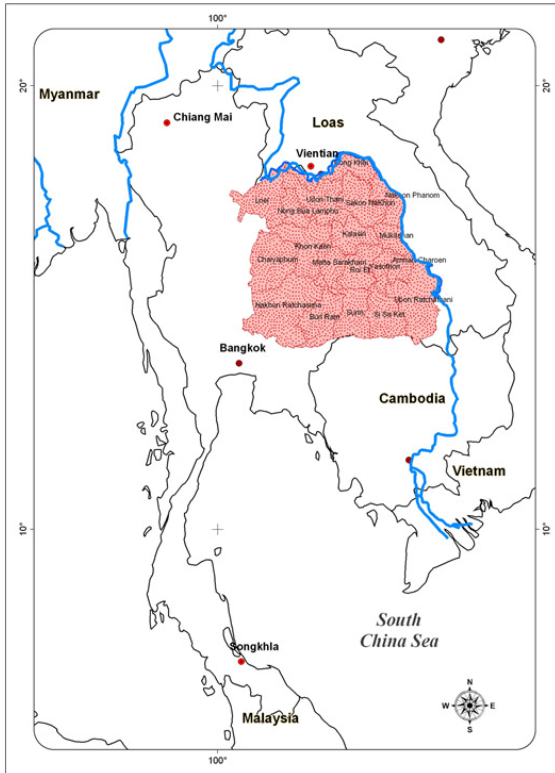 100°
20°
Myanmar
Chiang Mai
Loas
Vientian
Nakhon Phanom
Loei
Udon Thani
Sakon Nakhon
Nong Bua Lamphu
Kalasin
Mukdahan
Khon Kaen
Chaiyaphum
Maha Sarakham
Amnat Charoen
Yasothon
Roi Et
Nakhon Ratchasima
Ubon Ratchathani
Buri Ram
Surin
Si Sa Ket
Bangkok
Cambodia
Vietnam
10°
South
China Sea
Songkhla
N
W
E
S
Malaysia
100°